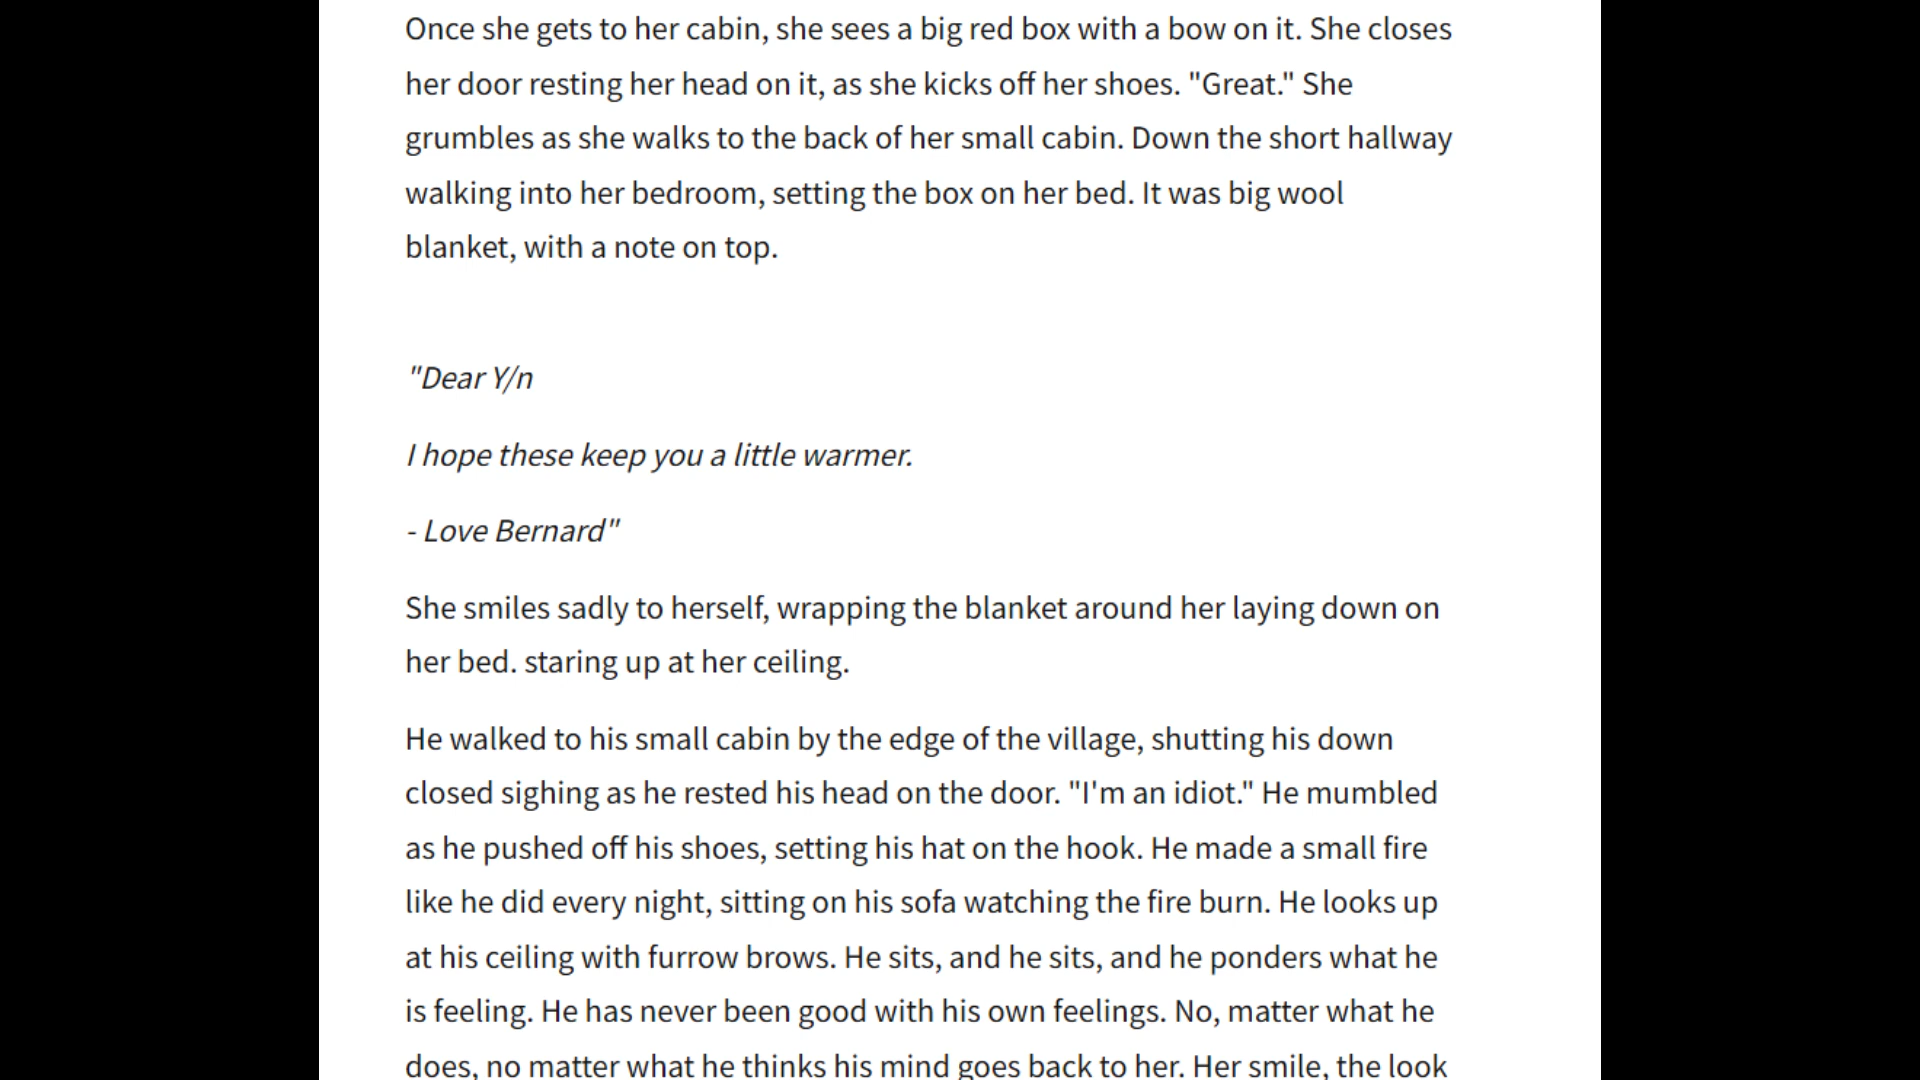 Once she gets to her cabin, she sees a big red box with a bow on it. She closes
her door resting her head on it, as she kicks off her shoes. "Great." She
grumbles as she walks to the back of her small cabin. Down the short hallway
walking into her bedroom, setting the box on her bed. It was big wool
blanket, with a note on top.
"Dear Y/n
I hope these keep you a little warmer.
- Love Bernard"
She smiles sadly to herself, wrapping the blanket around her laying down on
her bed. staring up at her ceiling.
He walked to his small cabin by the edge of the village, shutting his down
closed sighing as he rested his head on the door. "I'm an idiot." He mumbled
as he pushed off his shoes, setting his hat on the hook. He made a small fire
like he did every night, sitting on his sofa watching the fire burn. He looks up
at his ceiling with furrow brows. He sits, and he sits, and he ponders what he
is feeling. He has never been good with his own feelings. No, matter what he
does, no matter what he thinks his mind goes back to her. Her smile, the look